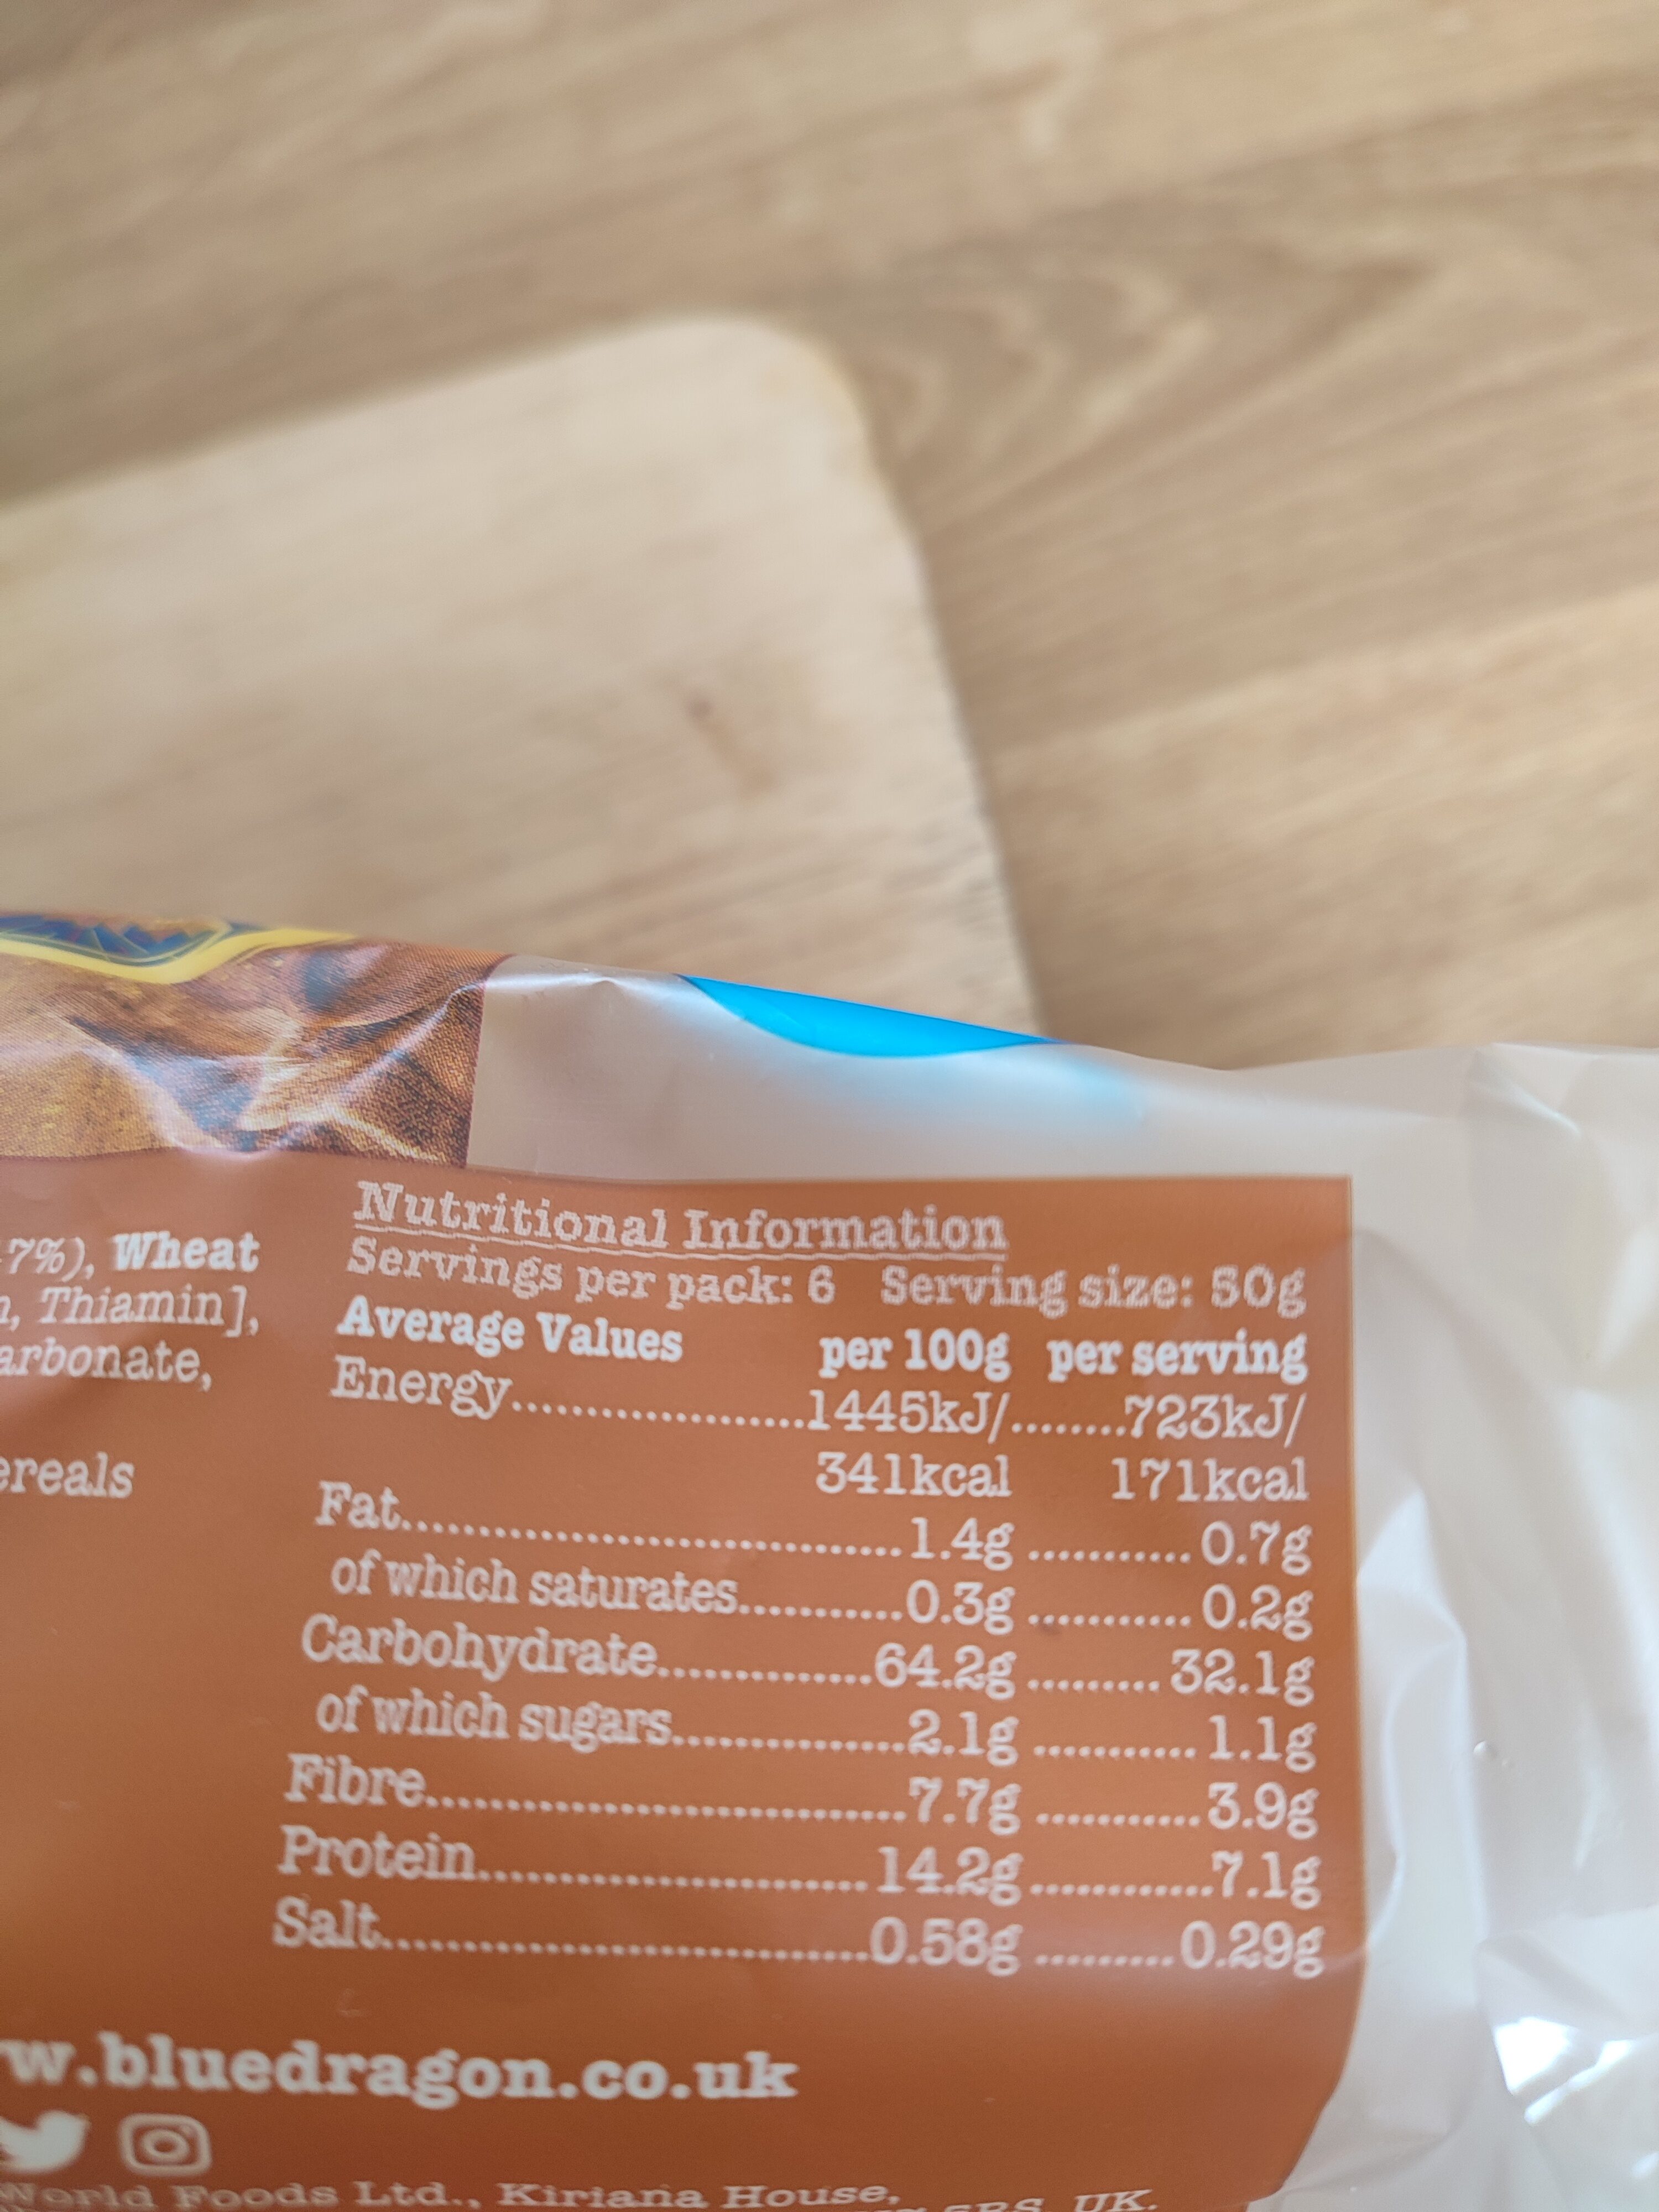 7%), Wheat
Thiamin],
arbonate,
ereals
Nutritional Information
Servings per pack: 6 Serving size: 50g
Average Values per 100g per serving
Energy.....................1445kJ/........723kJ/
341kcal 171kcal
Fat..................................1.4g ........... 0.7g
of which saturates...........0.3g ........... 0.2g
Carbohydrate..............64.2g ......... 32.1g
of which sugars...............2.1g ........... 1.1g
Fibre................................7.7g ........... 3.9g
Protein..........................14.2g ............7.1g
Salt................................0.58g ......... 0.29g
w.bluedragon.co.uk
World Foods Ltd., Kiriana House,
UK.